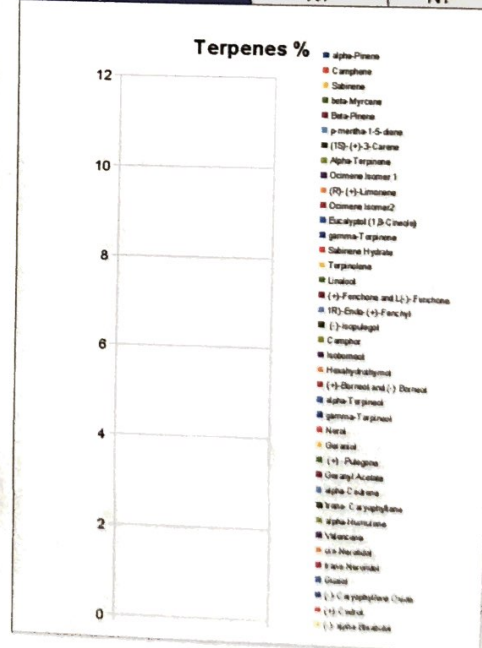 Terpenes %
12
10
8
6
4
2
0
alpha-Pinene
Camphene
Sabinene
beta-Myrcene
Beta-Pinene
p-mentha-1-5-diene
(1S)-(+)-3-Carene
Alpha-Terpinene
Ocimene Isomer 1
(R)-(+)-Limonene
Ocimene Isomer2
Eucalyptol (1,8-Cineole)
gamma-Terpinene
Sabinene Hydrate
Terpinolene
Linalool
(+)-Fenchone and L(-)-Fenchone
1R)-Endo-(+)-Fenchyl
(-)-Isopulegol
Camphor
Isoborneol
Hexahydrothymol
(+)-Borneol and (-) Borneol
alpha-Terpineol
gamma-Terpineol
Nerol
Geraniol
(+)-Pulegone
Geranyl Acetate
alpha-Cedrene
trans-Caryophyllene
alpha-Humulene
Valencene
cis-Nerolidol
trans-Nerolidol
Guaiol
(-)-Caryophyllene Oxide
(+)-Cedrol
(-)-alpha-Bisabolol